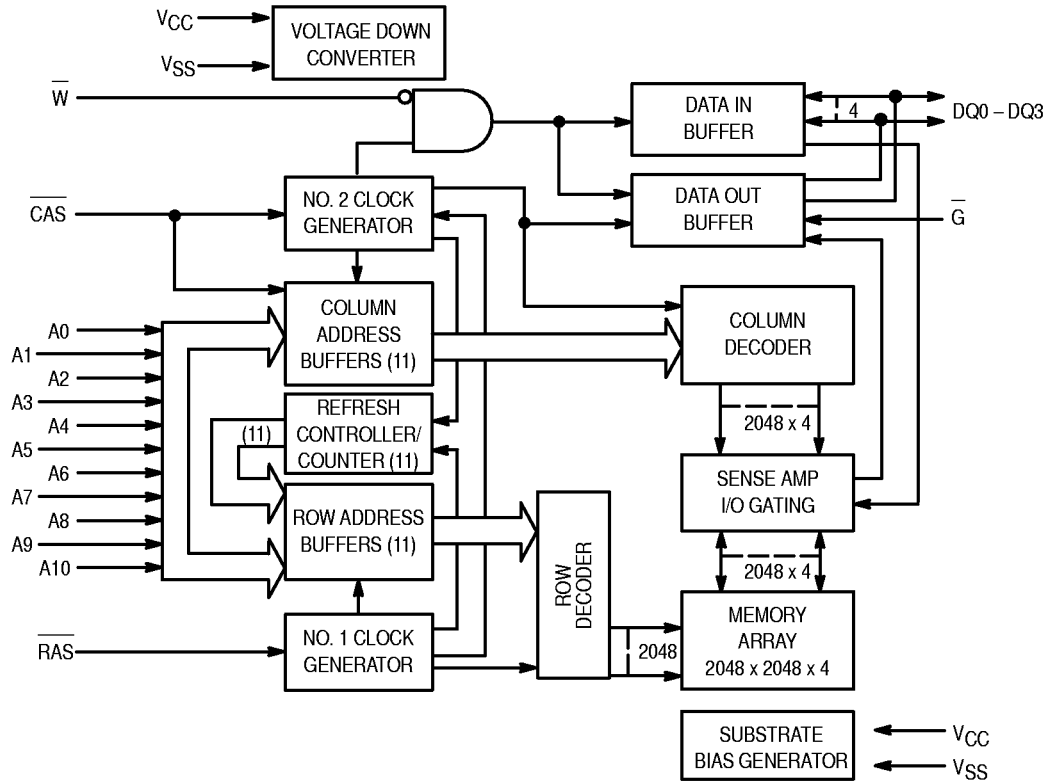 VCC
VSS
VOLTAGE DOWN
CONVERTER
W
DATA IN
BUFFER
4
DQ0 – DQ3
CAS
NO. 2 CLOCK
GENERATOR
DATA OUT
BUFFER
G
A0
A1
A2
A3
A4
A5
A6
A7
A8
A9
A10
COLUMN
ADDRESS
BUFFERS (11)
COLUMN
DECODER
2048 x 4
(11)
REFRESH
CONTROLLER/
COUNTER (11)
SENSE AMP
I/O GATING
ROW ADDRESS
BUFFERS (11)
ROW
DECODER
2048 x 4
RAS
NO. 1 CLOCK
GENERATOR
2048
MEMORY
ARRAY
2048 x 2048 x 4
SUBSTRATE
BIAS GENERATOR
VCC
VSS